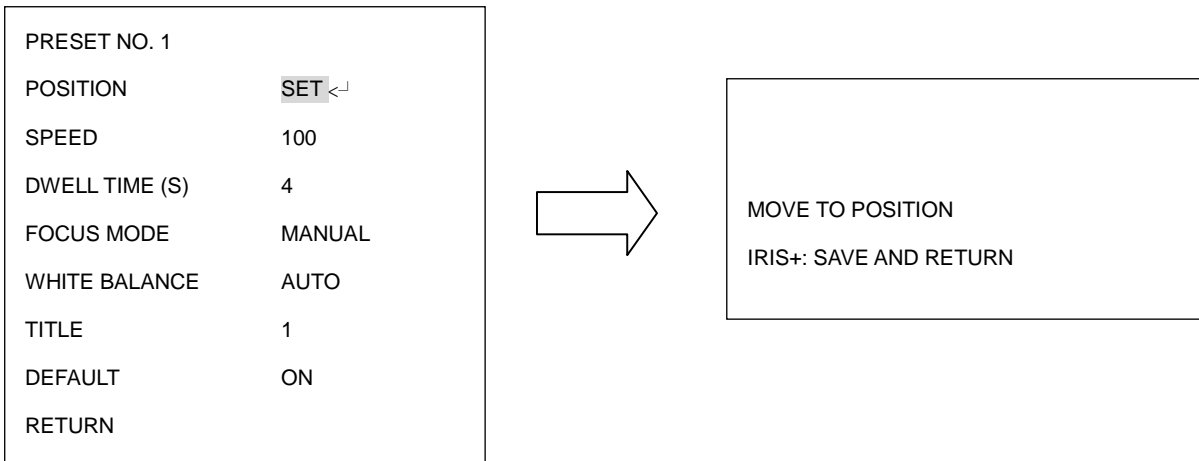 PRESET NO. 1
POSITION SET <┘
SPEED 100
DWELL TIME (S) 4
FOCUS MODE MANUAL
WHITE BALANCE AUTO
TITLE 1
DEFAULT ON
RETURN
MOVE TO POSITION
IRIS+: SAVE AND RETURN